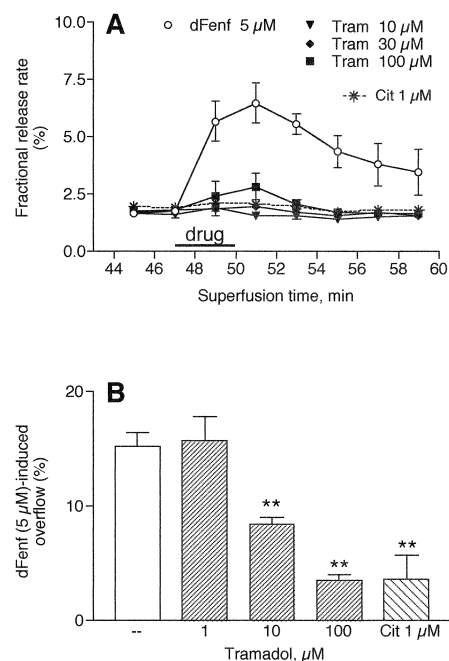 A
dFenf 5 µM
Tram 10 µM
Tram 30 µM
Tram 100 µM
Cit 1 µM
10.0
7.5
5.0
2.5
0.0
Fractional release rate
(%)
drug
44 46 48 50 52 54 56 58 60
Superfusion time, min
B
20
10
0
dFenf (5 µM)-induced
overflow (%)
**
**
**
-- 1 10 100 Cit 1 µM
Tramadol, µM